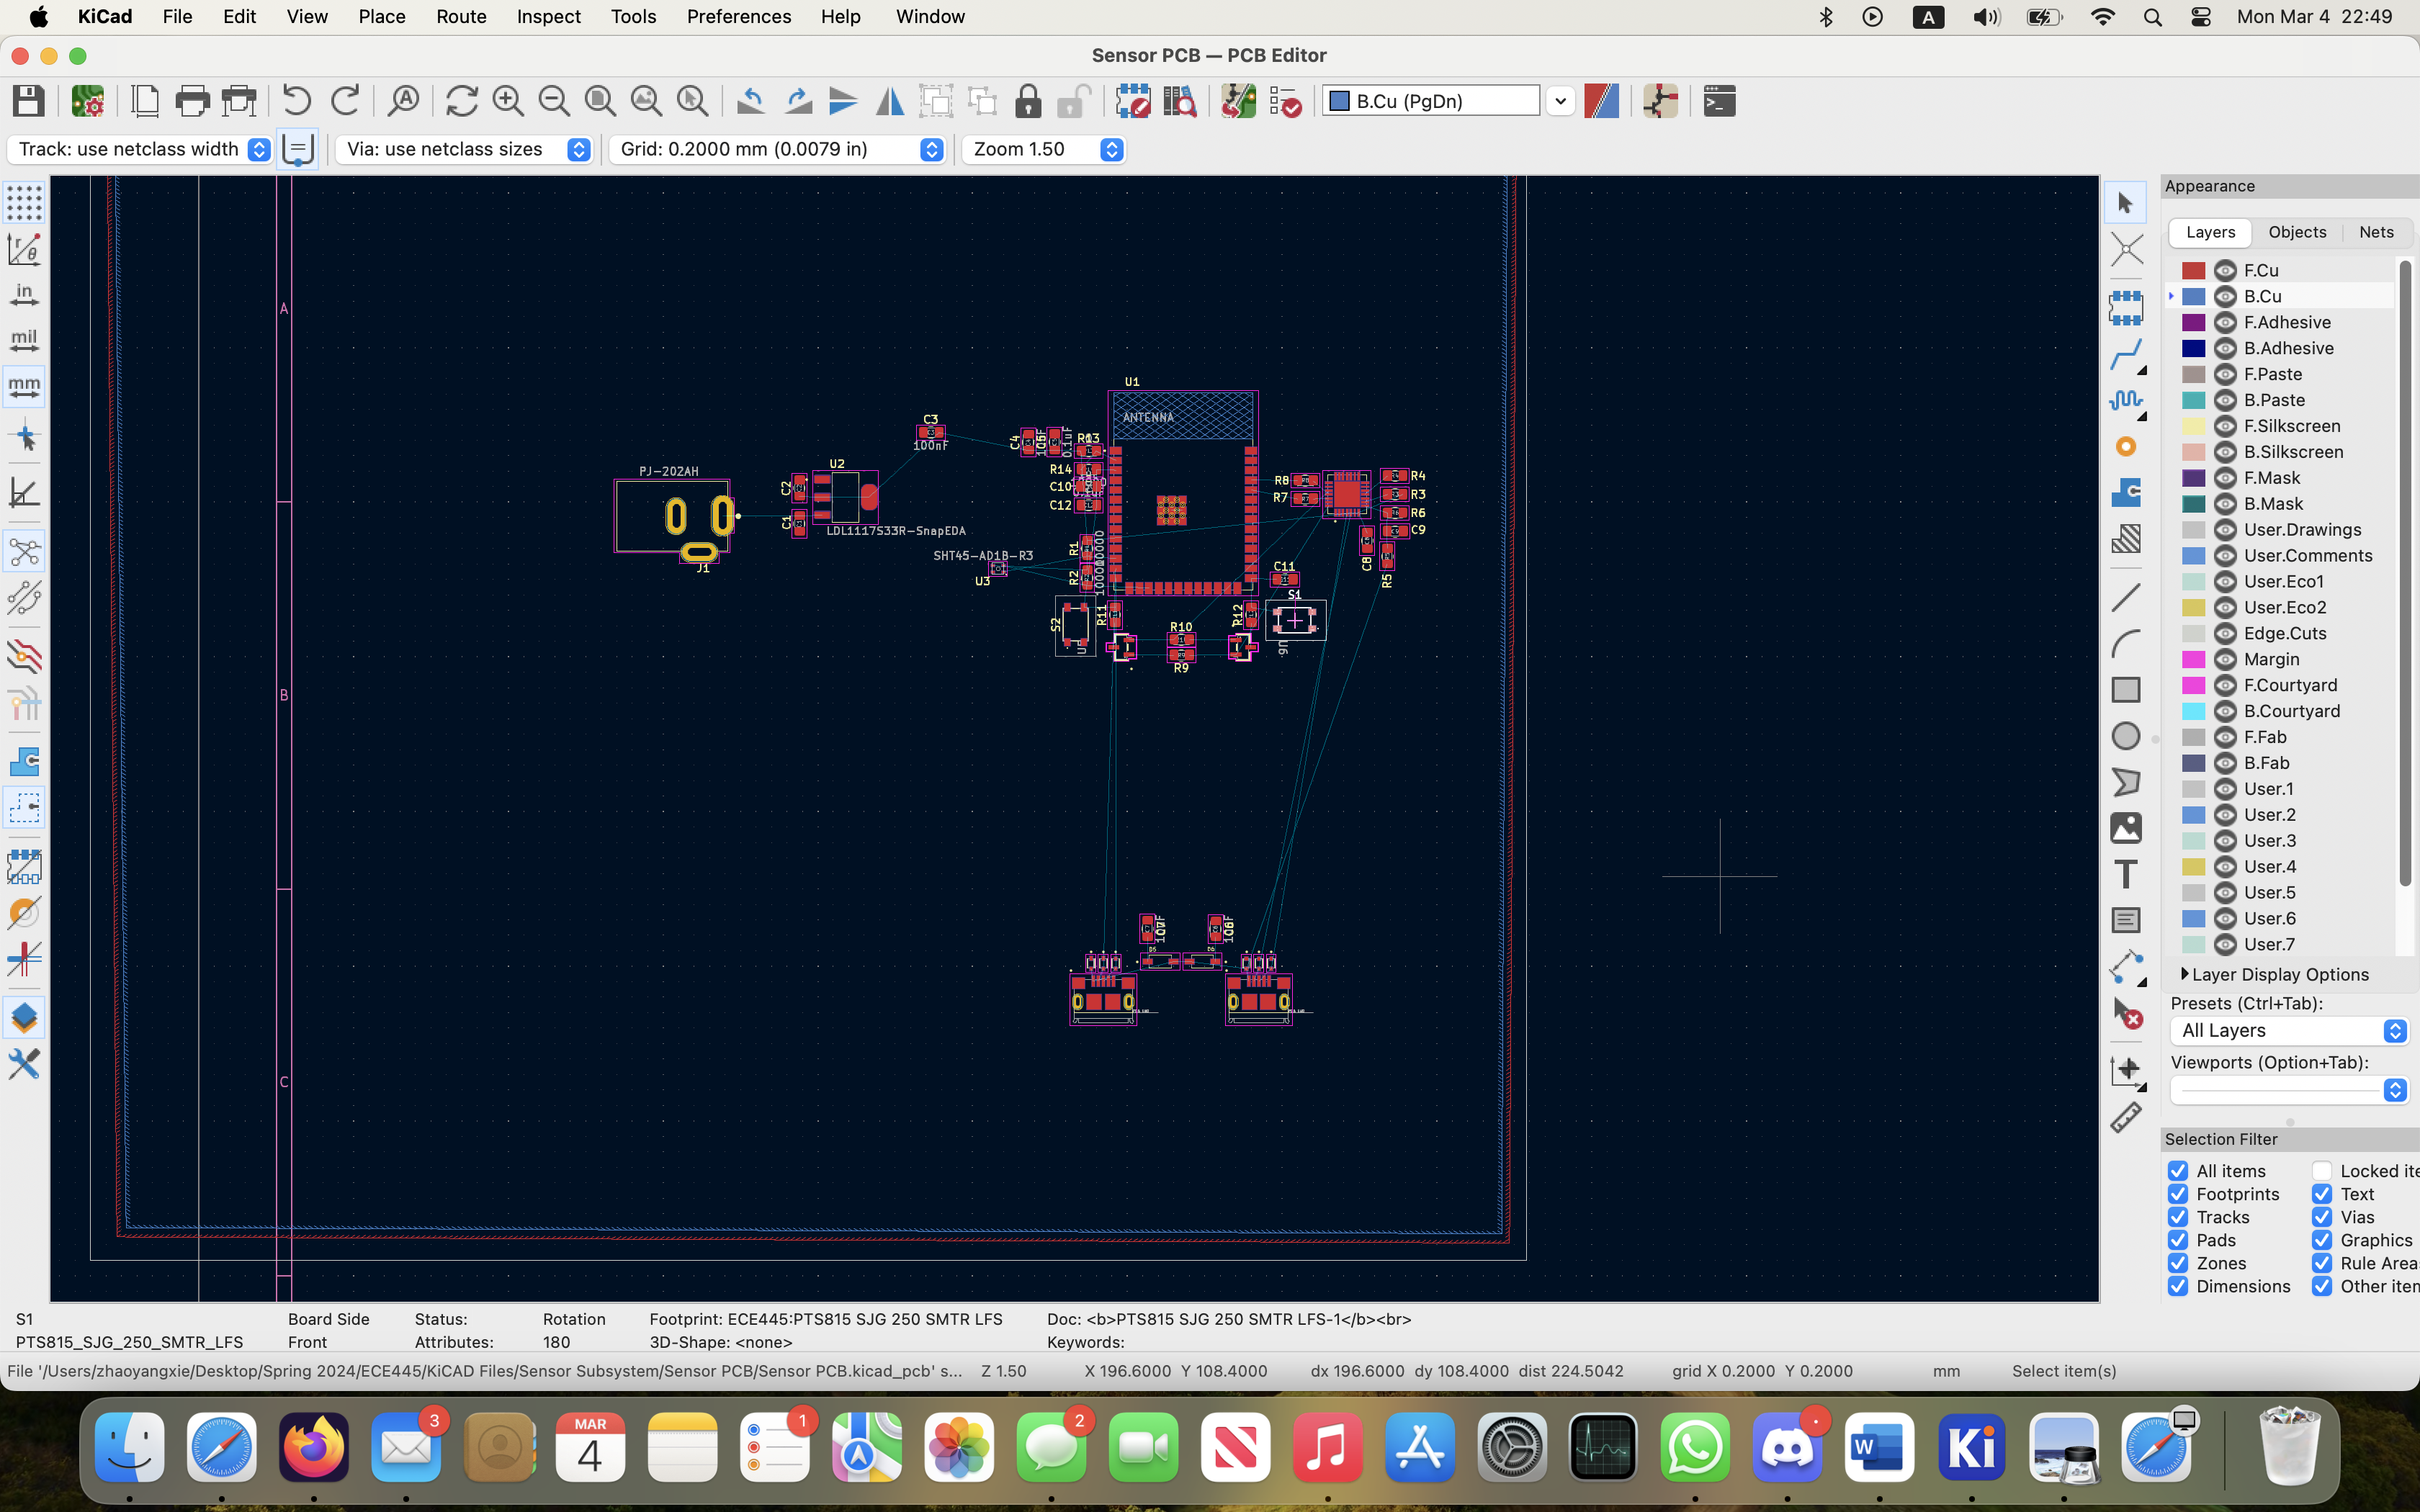 KiCad File Edit View Place Route Inspect Tools Preferences Help Window A Mon Mar 4 22:49
Sensor PCB — PCB Editor
B.Cu (PgDn)
Track: use netclass width Via: use netclass sizes Grid: 0.2000 mm (0.0079 in) Zoom 1.50
in
mil
mm
A
B
C
U1
ANTENNA
C3
100nF
C4
0.1uF
R13
R14
C10
C12
PJ-202AH
J1
C2
C1
U2
LDL1117S33R-SnapEDA
SHT45-AD1B-R3
U3
R1
R2
R8
R7
R4
R3
R6
C9
C8
R5
C11
S1
S2
R11
R12
R10
R9
U6
D5
D6
Appearance
Layers Objects Nets
F.Cu
B.Cu
F.Adhesive
B.Adhesive
F.Paste
B.Paste
F.Silkscreen
B.Silkscreen
F.Mask
B.Mask
User.Drawings
User.Comments
User.Eco1
User.Eco2
Edge.Cuts
Margin
F.Courtyard
B.Courtyard
F.Fab
B.Fab
User.1
User.2
User.3
User.4
User.5
User.6
User.7
Layer Display Options
Presets (Ctrl+Tab):
All Layers
Viewports (Option+Tab):
Selection Filter
All items Locked ite
Footprints Text
Tracks Vias
Pads Graphics
Zones Rule Area
Dimensions Other iten
S1 Board Side Status: Rotation Footprint: ECE445:PTS815 SJG 250 SMTR LFS Doc: <b>PTS815 SJG 250 SMTR LFS-1</b><br>
PTS815_SJG_250_SMTR_LFS Front Attributes: 180 3D-Shape: <none> Keywords:
File '/Users/zhaoyangxie/Desktop/Spring 2024/ECE445/KiCAD Files/Sensor Subsystem/Sensor PCB/Sensor PCB.kicad_pcb' s... Z 1.50 X 196.6000 Y 108.4000 dx 196.6000 dy 108.4000 dist 224.5042 grid X 0.2000 Y 0.2000 mm Select item(s)
3
MAR
4
1
2
W
Ki